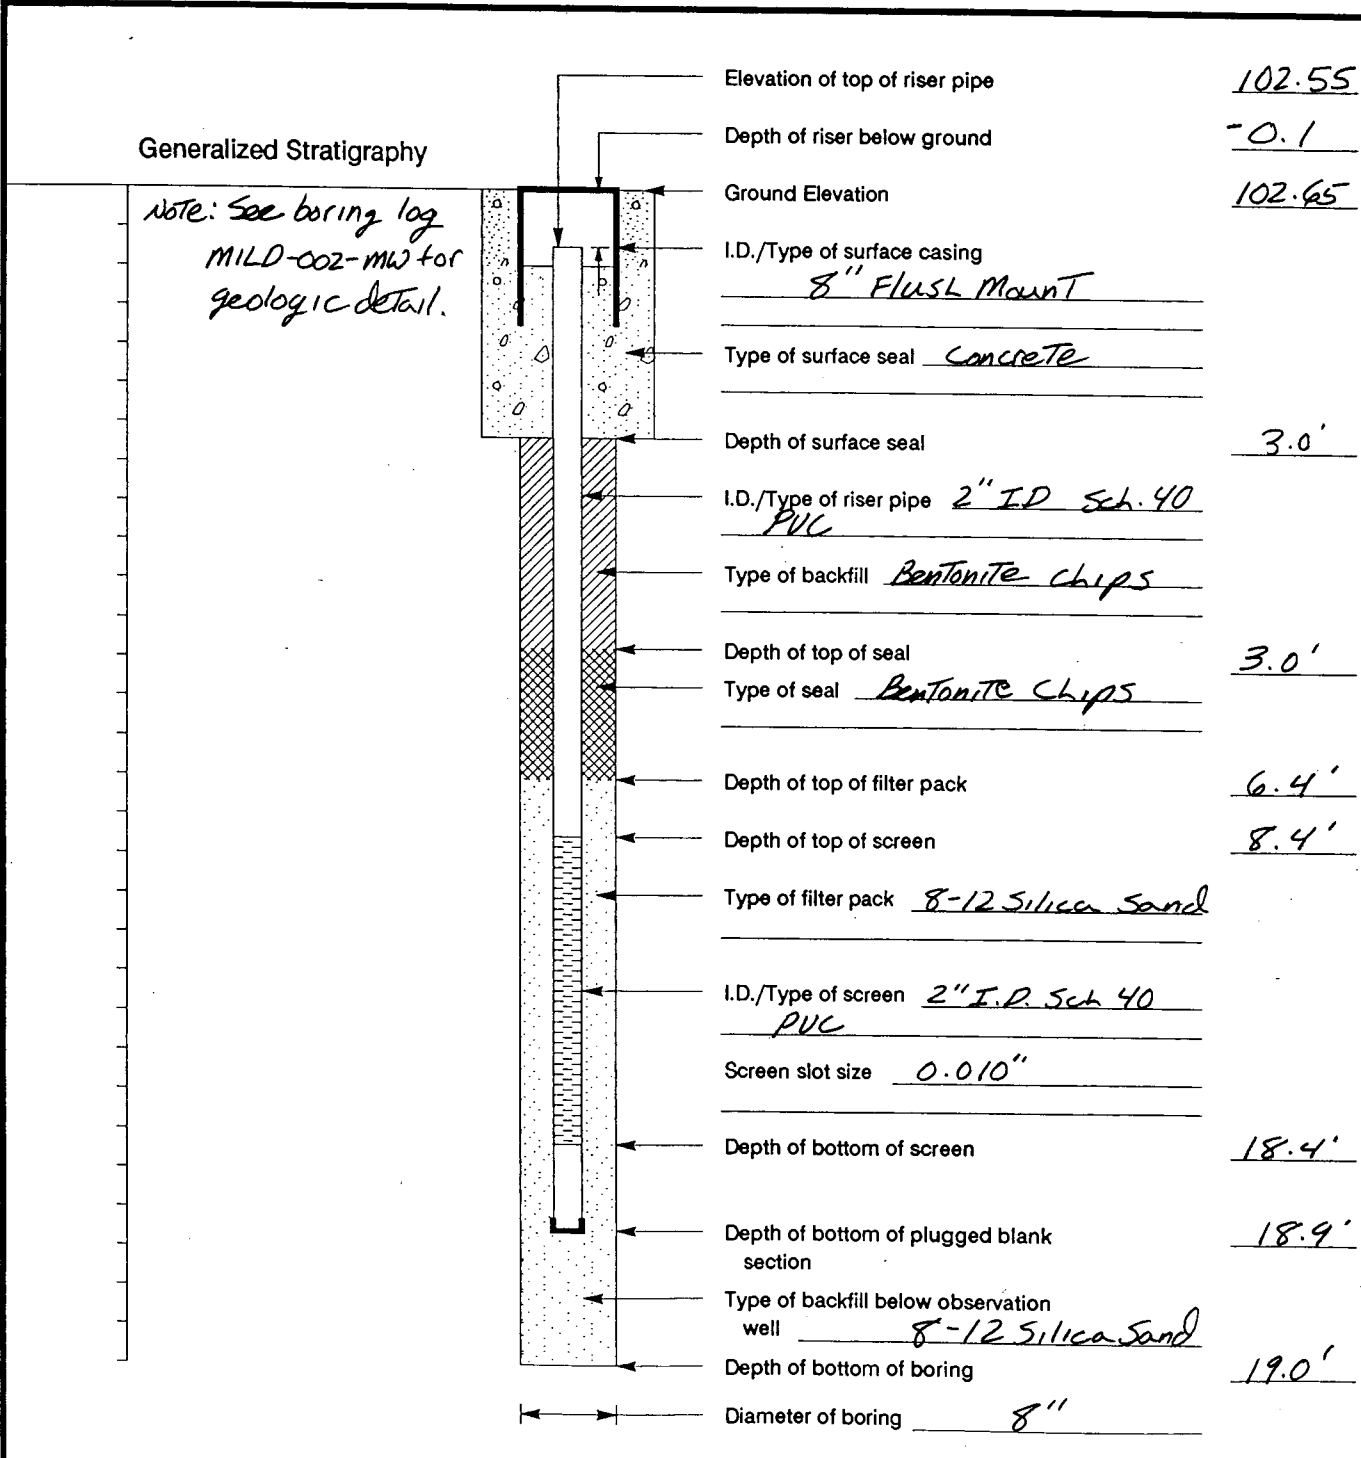 Elevation of top of riser pipe 102.55
Depth of riser below ground -0.1
Generalized Stratigraphy
Ground Elevation 102.65
NOTE: See boring log
MILD-002-MW for
geologic detail.
I.D./Type of surface casing
8" Flush Mount
Type of surface seal Concrete
Depth of surface seal 3.0'
I.D./Type of riser pipe 2" ID Sch. 40
PVC
Type of backfill Bentonite Chips
Depth of top of seal 3.0'
Type of seal Bentonite Chips
Depth of top of filter pack 6.4'
Depth of top of screen 8.4'
Type of filter pack 8-12 Silica Sand
I.D./Type of screen 2" I.D. Sch 40
PVC
Screen slot size 0.010"
Depth of bottom of screen 18.4'
Depth of bottom of plugged blank 18.9'
section
Type of backfill below observation
well 8-12 Silica Sand
Depth of bottom of boring 19.0'
Diameter of boring 8"